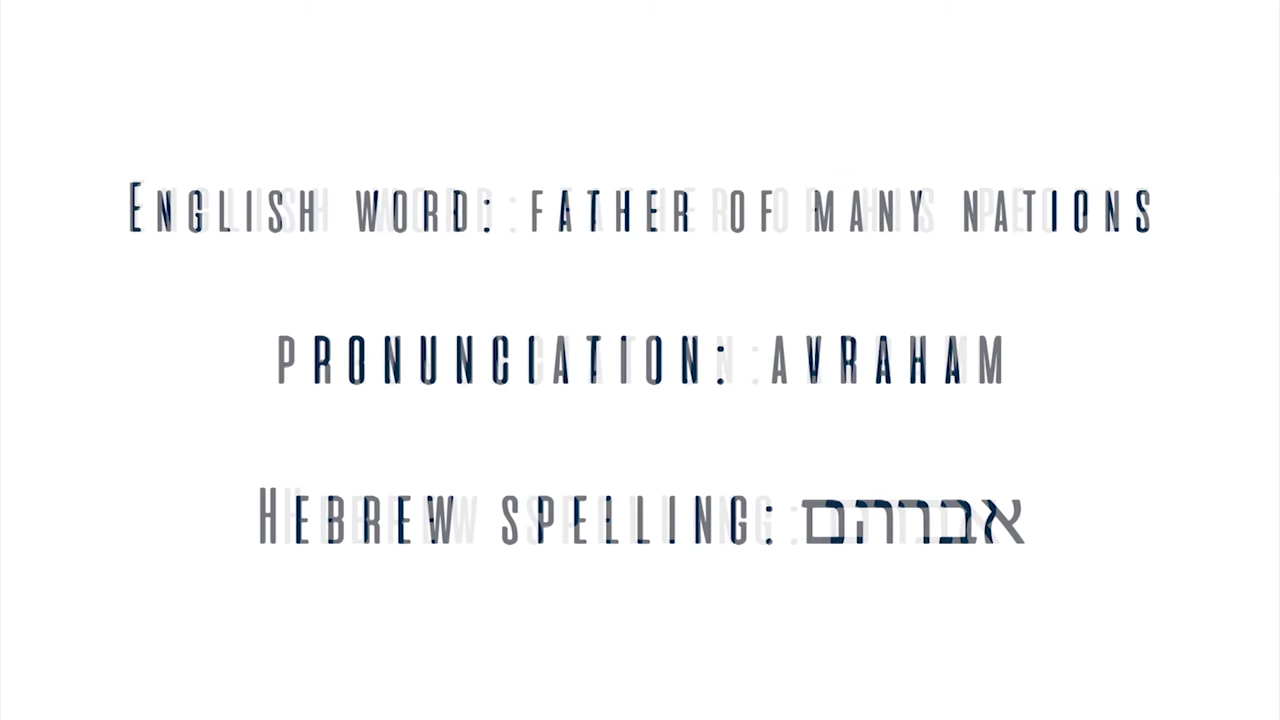 English word: father of many nations
pronunciation: avraham
Hebrew spelling: אברהם